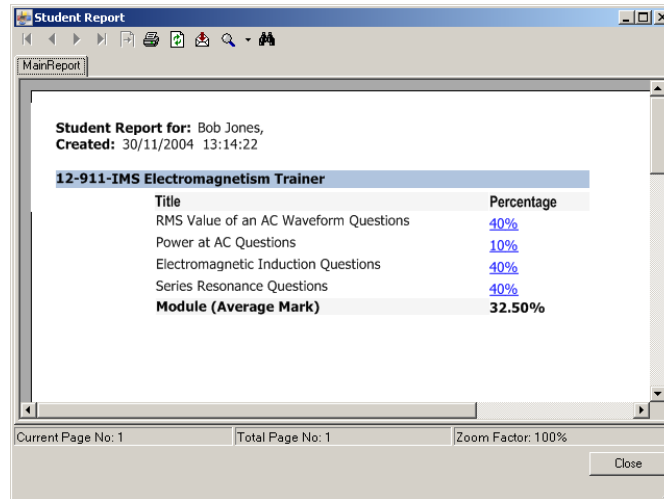 Student Report
MainReport
Student Report for: Bob Jones,
Created: 30/11/2004 13:14:22
12-911-IMS Electromagnetism Trainer
Title Percentage
RMS Value of an AC Waveform Questions 40%
Power at AC Questions 10%
Electromagnetic Induction Questions 40%
Series Resonance Questions 40%
Module (Average Mark) 32.50%
Current Page No: 1 Total Page No: 1 Zoom Factor: 100%
Close